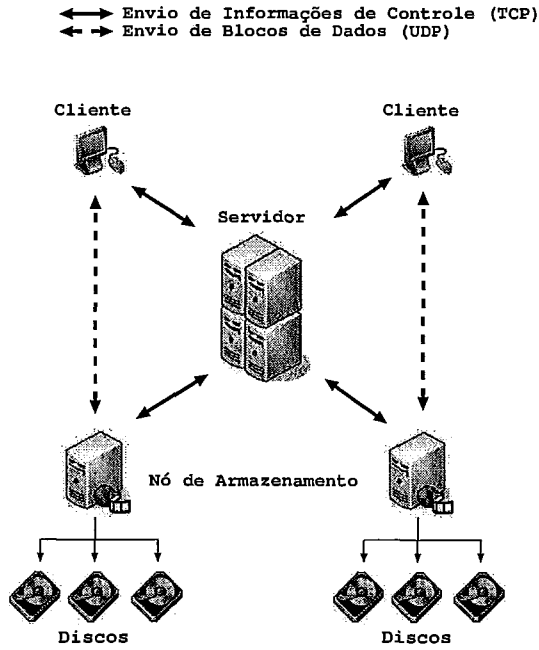 Envio de Informações de Controle (TCP)
Envio de Blocos de Dados (UDP)
Cliente
Cliente
Servidor
Nó de Armazenamento
Discos
Discos